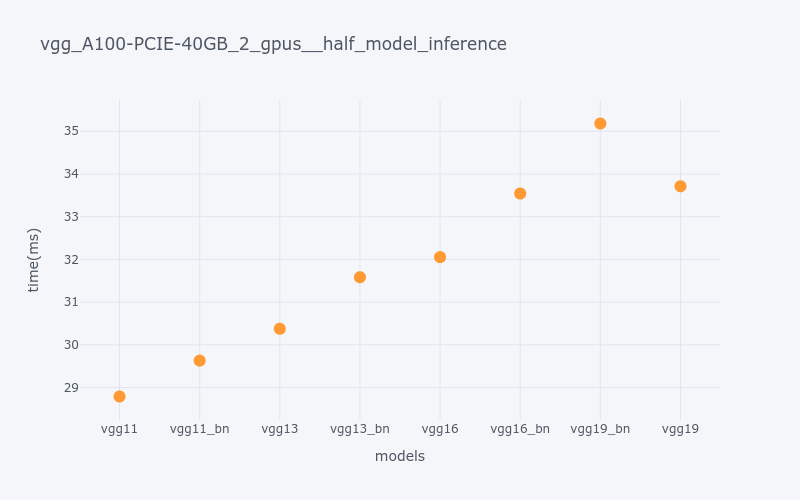 vgg_A100-PCIE-40GB_2_gpus__half_model_inference
35
34
33
32
31
30
29
time(ms)
vgg11 vgg11_bn vgg13 vgg13_bn vgg16 vgg16_bn vgg19_bn vgg19
models